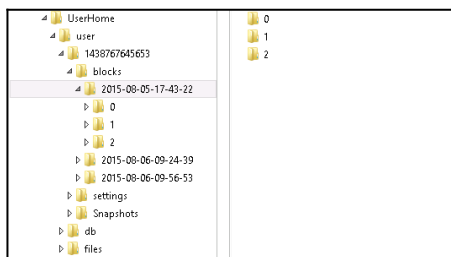 UserHome
user
1438767645653
blocks
2015-08-05-17-43-22
0
1
2
2015-08-06-09-24-39
2015-08-06-09-56-53
settings
Snapshots
db
files
0
1
2